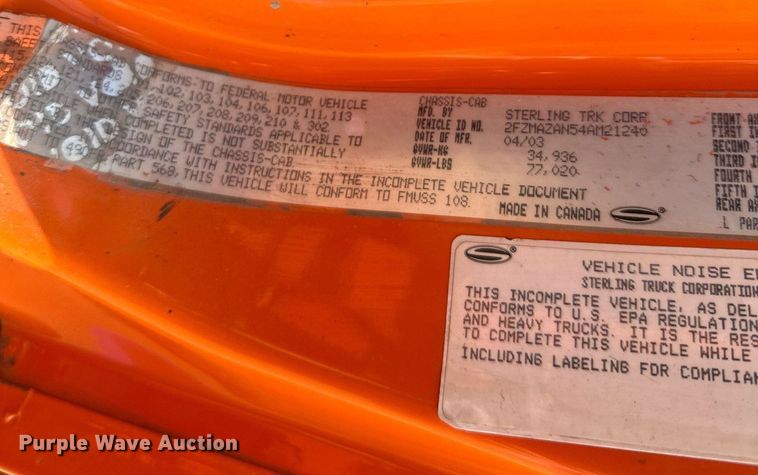 THIS
CONFORMS TO FEDERAL MOTOR VEHICLE
102, 103, 104, 106, 107, 111, 113
206, 207, 208, 209, 210 & 302
SAFETY STANDARDS APPLICABLE TO
COMPLETED IS NOT SUBSTANTIALLY
OF THE CHASSIS-CAB
WITH INSTRUCTIONS IN THE INCOMPLETE VEHICLE DOCUMENT
PART 568, THIS VEHICLE WILL CONFORM TO FMVSS 108.
CHASSIS-CAB
MFD. BY STERLING TRK CORP.
VEHICLE ID NO. 2FZMAZAN54AM21240
DATE OF MFR. 04/03
GVWR-KG 34,936
GVWR-LBS 77,020
MADE IN CANADA
FRONT
FIRST
SECOND
THIRD
FOURTH
FIFTH
REAR
VEHICLE NOISE
STERLING TRUCK CORPORATION
THIS INCOMPLETE VEHICLE, AS
CONFORMS TO U.S. EPA
AND HEAVY TRUCKS. IT IS THE
TO COMPLETE THIS VEHICLE WHILE
INCLUDING LABELING FOR
Purple Wave Auction